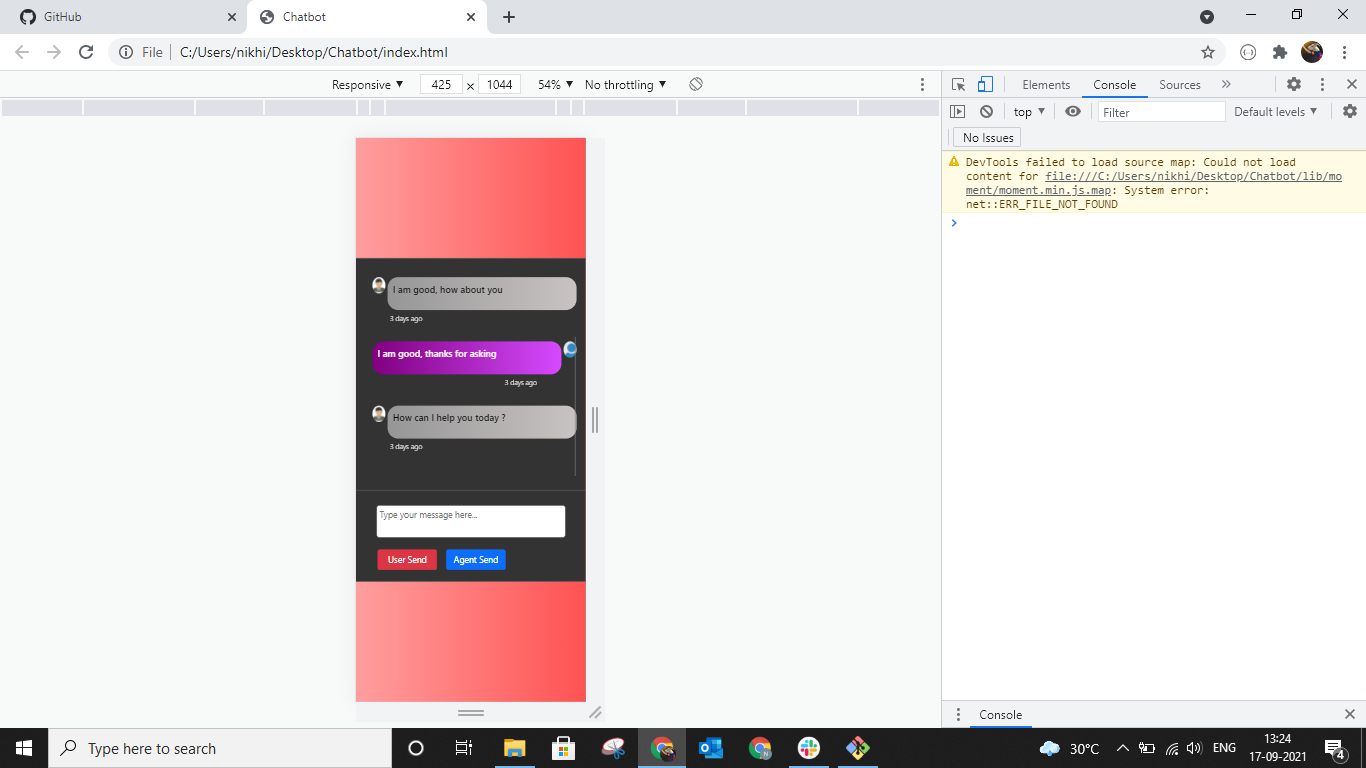 GitHub
Chatbot
File
C:/Users/nikhi/Desktop/Chatbot/index.html
Responsive
425 x 1044
54%
No throttling
Elements
Console
Sources
top
Filter
Default levels
No Issues
DevTools failed to load source map: Could not load
content for file:///C:/Users/nikhi/Desktop/Chatbot/lib/mo
ment/moment.min.js.map: System error:
net::ERR_FILE_NOT_FOUND
I am good, how about you
3 days ago
I am good, thanks for asking
3 days ago
How can I help you today ?
3 days ago
Type your message here...
User Send
Agent Send
Console
Type here to search
30°C
ENG
13:24
17-09-2021
4